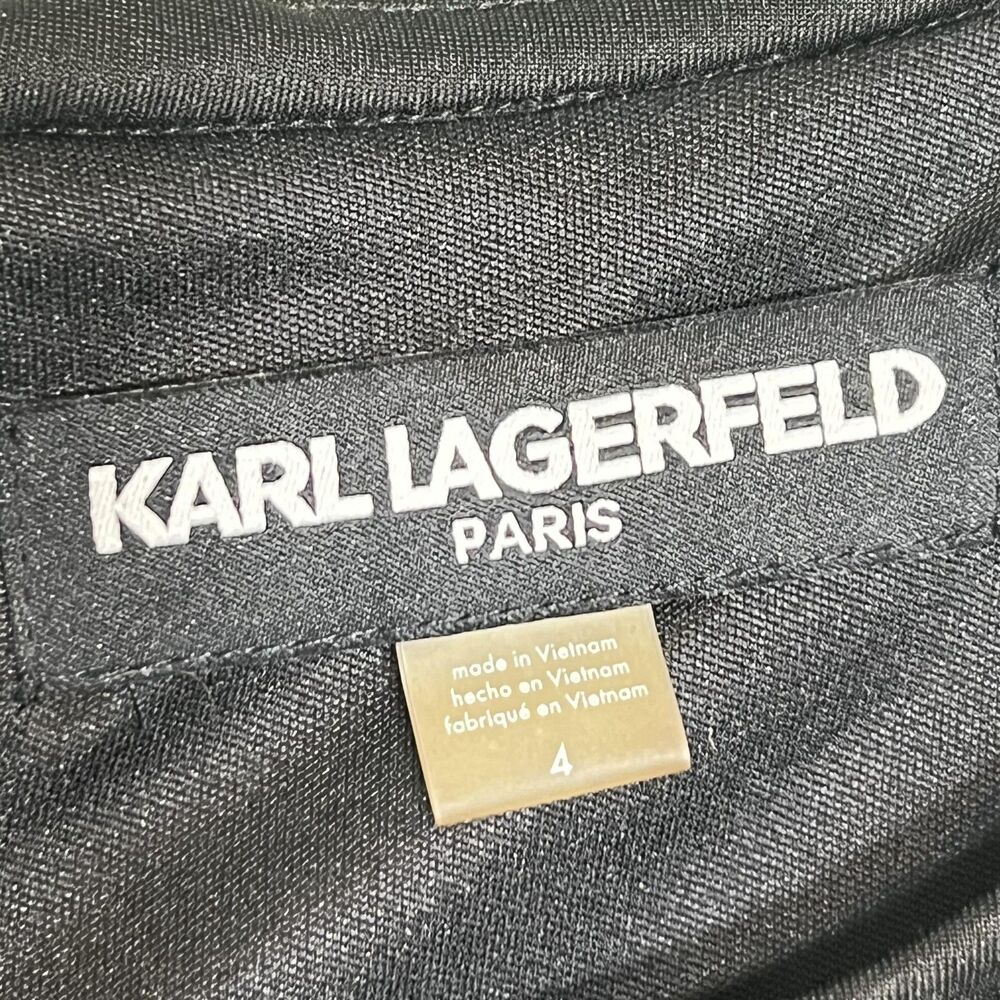 KARL LAGERFELD
PARIS
made in Vietnam
hecho en Vietnam
fabriqué en Vietnam
4